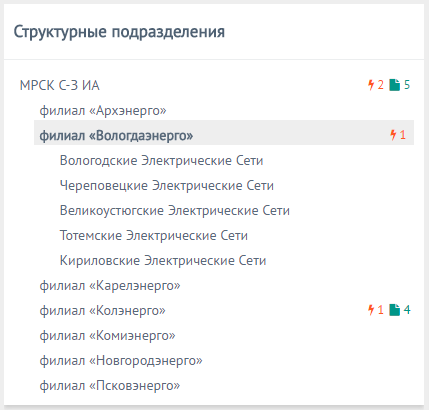 Структурные подразделения
МРСК С-З ИА 2 5
филиал «Архэнерго»
филиал «Вологдаэнерго» 1
Вологодские Электрические Сети
Череповецкие Электрические Сети
Великоустюгские Электрические Сети
Тотемские Электрические Сети
Кириловские Электрические Сети
филиал «Карелэнерго»
филиал «Колэнерго» 1 4
филиал «Комиэнерго»
филиал «Новгородэнерго»
филиал «Псковэнерго»